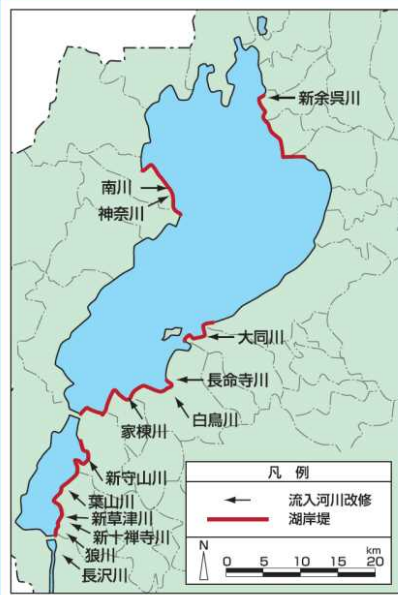 新余呉川
南川
神奈川
大同川
長命寺川
白鳥川
家棟川
新守山川
葉山川
新草津川
新十禅寺川
狼川
長沢川
凡 例
流入河川改修
湖岸堤
N
km
0 5 10 15 20